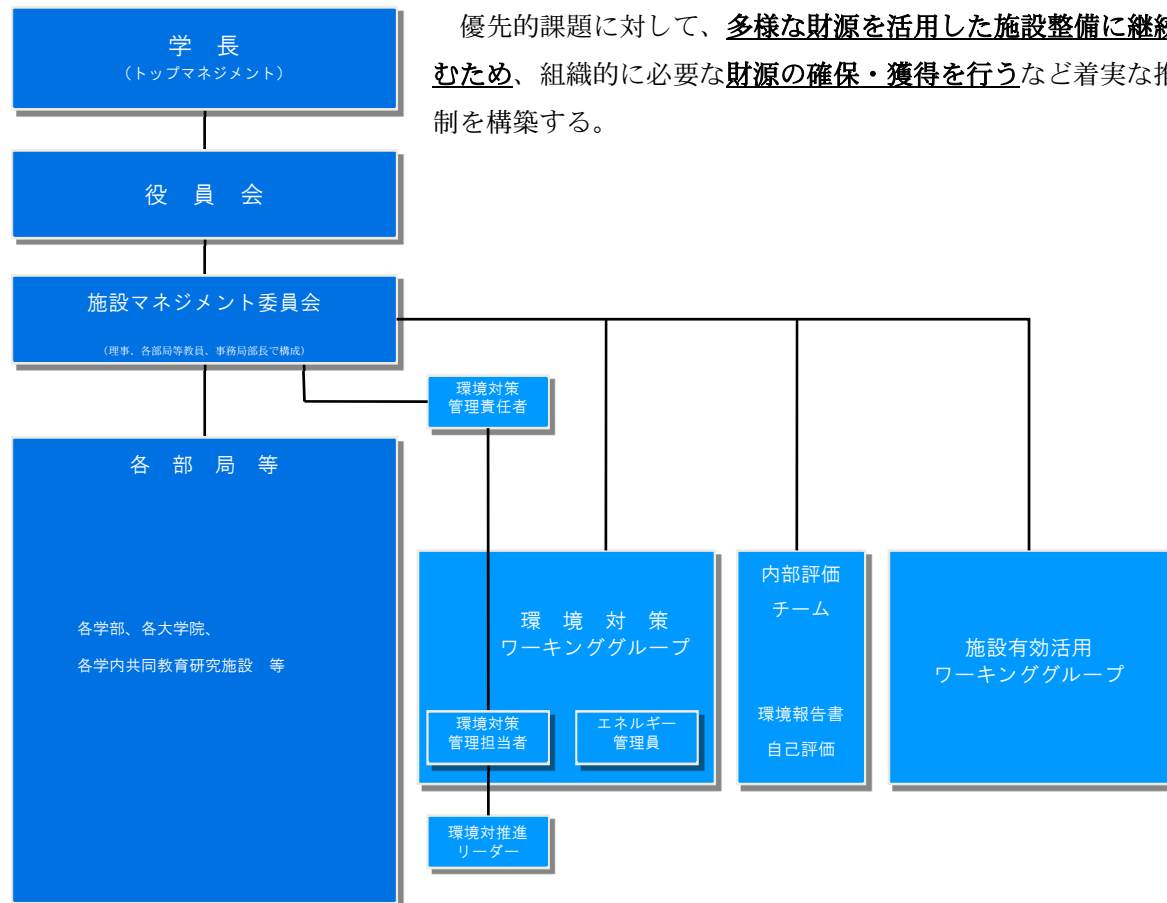 学 長
(トップマネジメント)
優先的課題に対して、多様な財源を活用した施設整備に継続
むため、組織的に必要な財源の確保・獲得を行うなど着実な推
制を構築する。
役 員 会
施設マネジメント委員会
(理事、各部局等教員、事務局部長で構成)
環境対策
管理責任者
各 部 局 等
各学部、各大学院、
各学内共同教育研究施設 等
環 境 対 策
ワーキンググループ
環境対策
管理担当者
エネルギー
管理員
環境対推進
リーダー
内部評価
チーム
環境報告書
自己評価
施設有効活用
ワーキンググループ